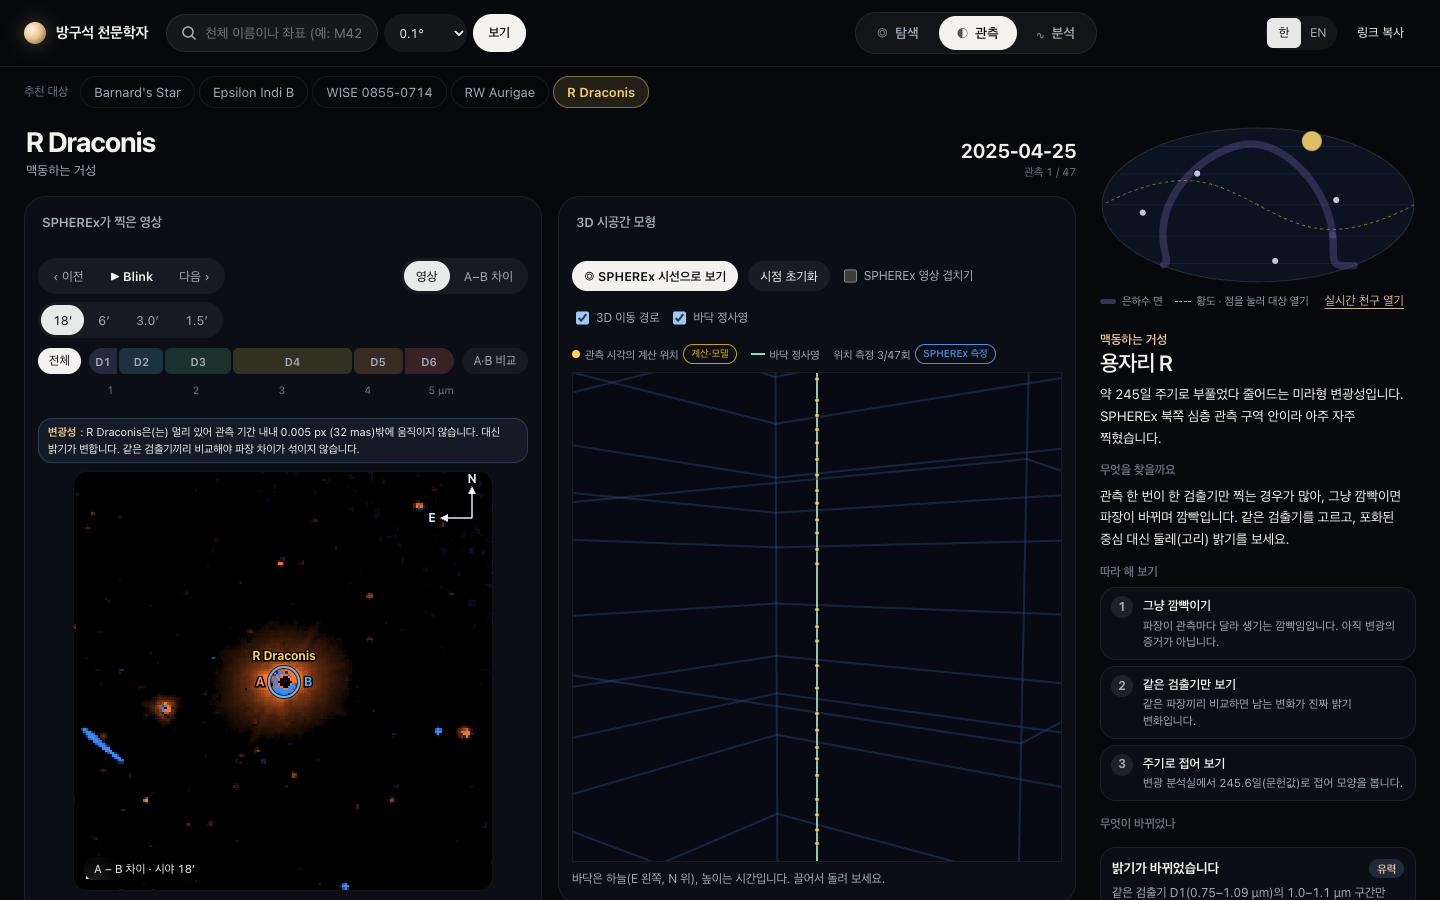 방구석 천문학자
천체 이름이나 좌표 (예: M42
0.1°
보기
탐색
관측
분석
한
EN
링크 복사
추천 대상
Barnard's Star
Epsilon Indi B
WISE 0855-0714
RW Aurigae
R Draconis
R Draconis
맥동하는 거성
2025-04-25
관측 1 / 47
SPHEREx가 찍은 영상
‹ 이전
▶ Blink
다음 ›
영상
A−B 차이
18′
6′
3.0′
1.5′
전체
D1
D2
D3
D4
D5
D6
A·B 비교
1
2
3
4
5 μm
변광성 : R Draconis은(는) 멀리 있어 관측 기간 내내 0.005 px (32 mas)밖에 움직이지 않습니다. 대신
밝기가 변합니다. 같은 검출기끼리 비교해야 파장 차이가 섞이지 않습니다.
N
E
R Draconis
A
B
A − B 차이 · 시야 18′
3D 시공간 모형
◎ SPHEREx 시선으로 보기
시점 초기화
SPHEREx 영상 겹치기
3D 이동 경로
바닥 정사영
관측 시각의 계산 위치
계산·모델
바닥 정사영
위치 측정 3/47회
SPHEREx 측정
바닥은 하늘(E 왼쪽, N 위), 높이는 시간입니다. 끌어서 돌려 보세요.
은하수 면
황도 · 점을 눌러 대상 열기
실시간 천구 열기
맥동하는 거성
용자리 R
약 245일 주기로 부풀었다 줄어드는 미라형 변광성입니다.
SPHEREx 북쪽 심층 관측 구역 안이라 아주 자주
찍혔습니다.
무엇을 찾을까요
관측 한 번이 한 검출기만 찍는 경우가 많아, 그냥 깜빡이면
파장이 바뀌며 깜빡입니다. 같은 검출기를 고르고, 포화된
중심 대신 둘레(고리) 밝기를 보세요.
따라 해 보기
1
그냥 깜빡이기
파장이 관측마다 달라 생기는 깜빡임입니다. 아직 변광의
증거가 아닙니다.
2
같은 검출기만 보기
같은 파장끼리 비교하면 남는 변화가 진짜 밝기
변화입니다.
3
주기로 접어 보기
변광 분석실에서 245.6일(문헌값)로 접어 모양을 봅니다.
무엇이 바뀌었나
밝기가 바뀌었습니다
유력
같은 검출기 D1(0.75–1.09 μm)의 1.0–1.1 μm 구간만